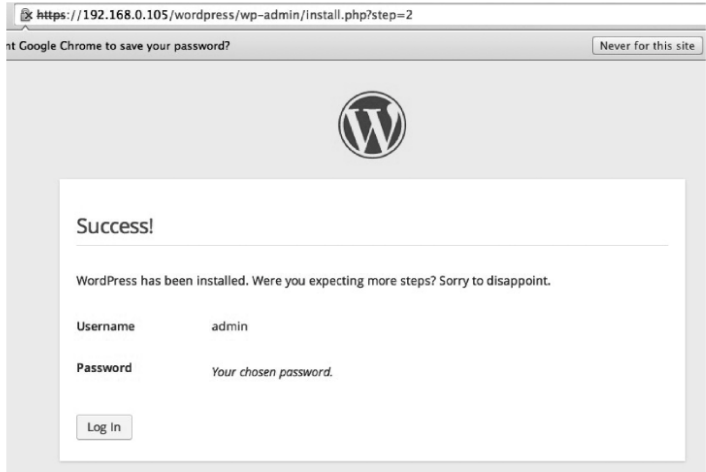 https://192.168.0.105/wordpress/wp-admin/install.php?step=2
nt Google Chrome to save your password? Never for this site
Success!
WordPress has been installed. Were you expecting more steps? Sorry to disappoint.
Username admin
Password Your chosen password.
Log In